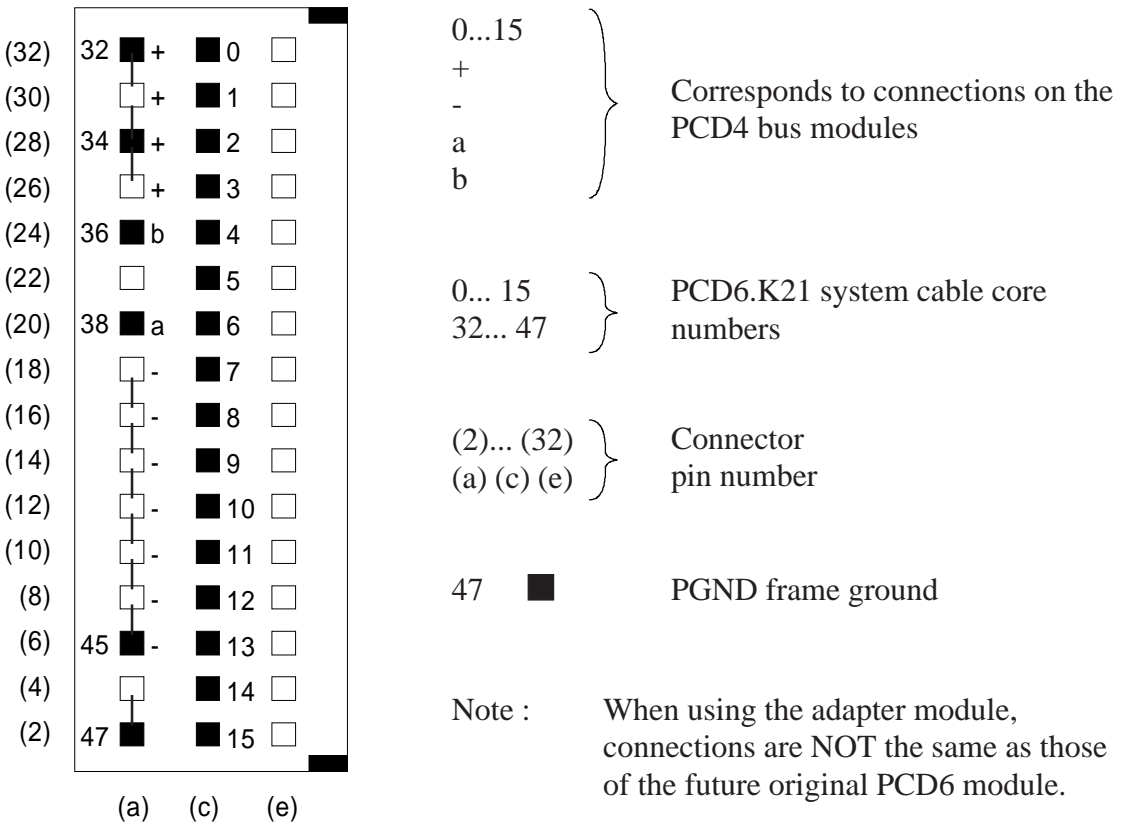 (32) 32 + 0
(30) + 1
(28) 34 + 2
(26) + 3
(24) 36 b 4
(22) 5
(20) 38 a 6
(18) - 7
(16) - 8
(14) - 9
(12) - 10
(10) - 11
(8) - 12
(6) 45 - 13
(4) 14
(2) 47 15
(a) (c) (e)
0...15
+
-
a
b
Corresponds to connections on the
PCD4 bus modules
0... 15
32... 47
PCD6.K21 system cable core
numbers
(2)... (32)
(a) (c) (e)
Connector
pin number
47 PGND frame ground
Note : When using the adapter module,
connections are NOT the same as those
of the future original PCD6 module.